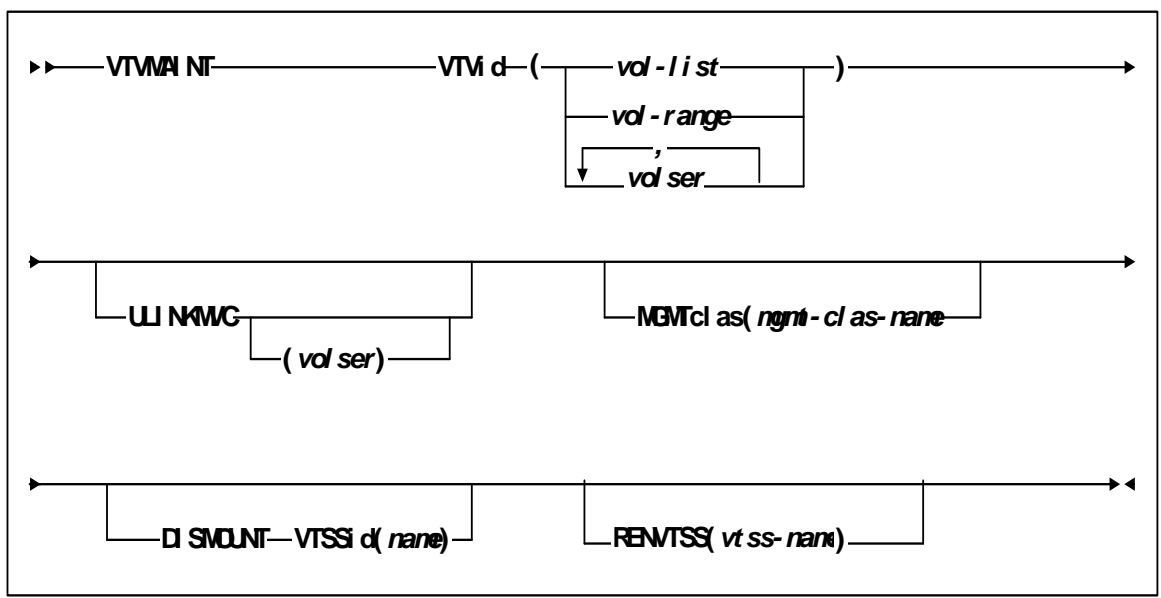 VTVMAINT VTVid ( vol-list )
vol-range
,
volser
ULINKMVC MGMTclas( mgmt-clas-name
( volser)
DISMOUNT VTSSid( name) RENVTSS( vtss-name)